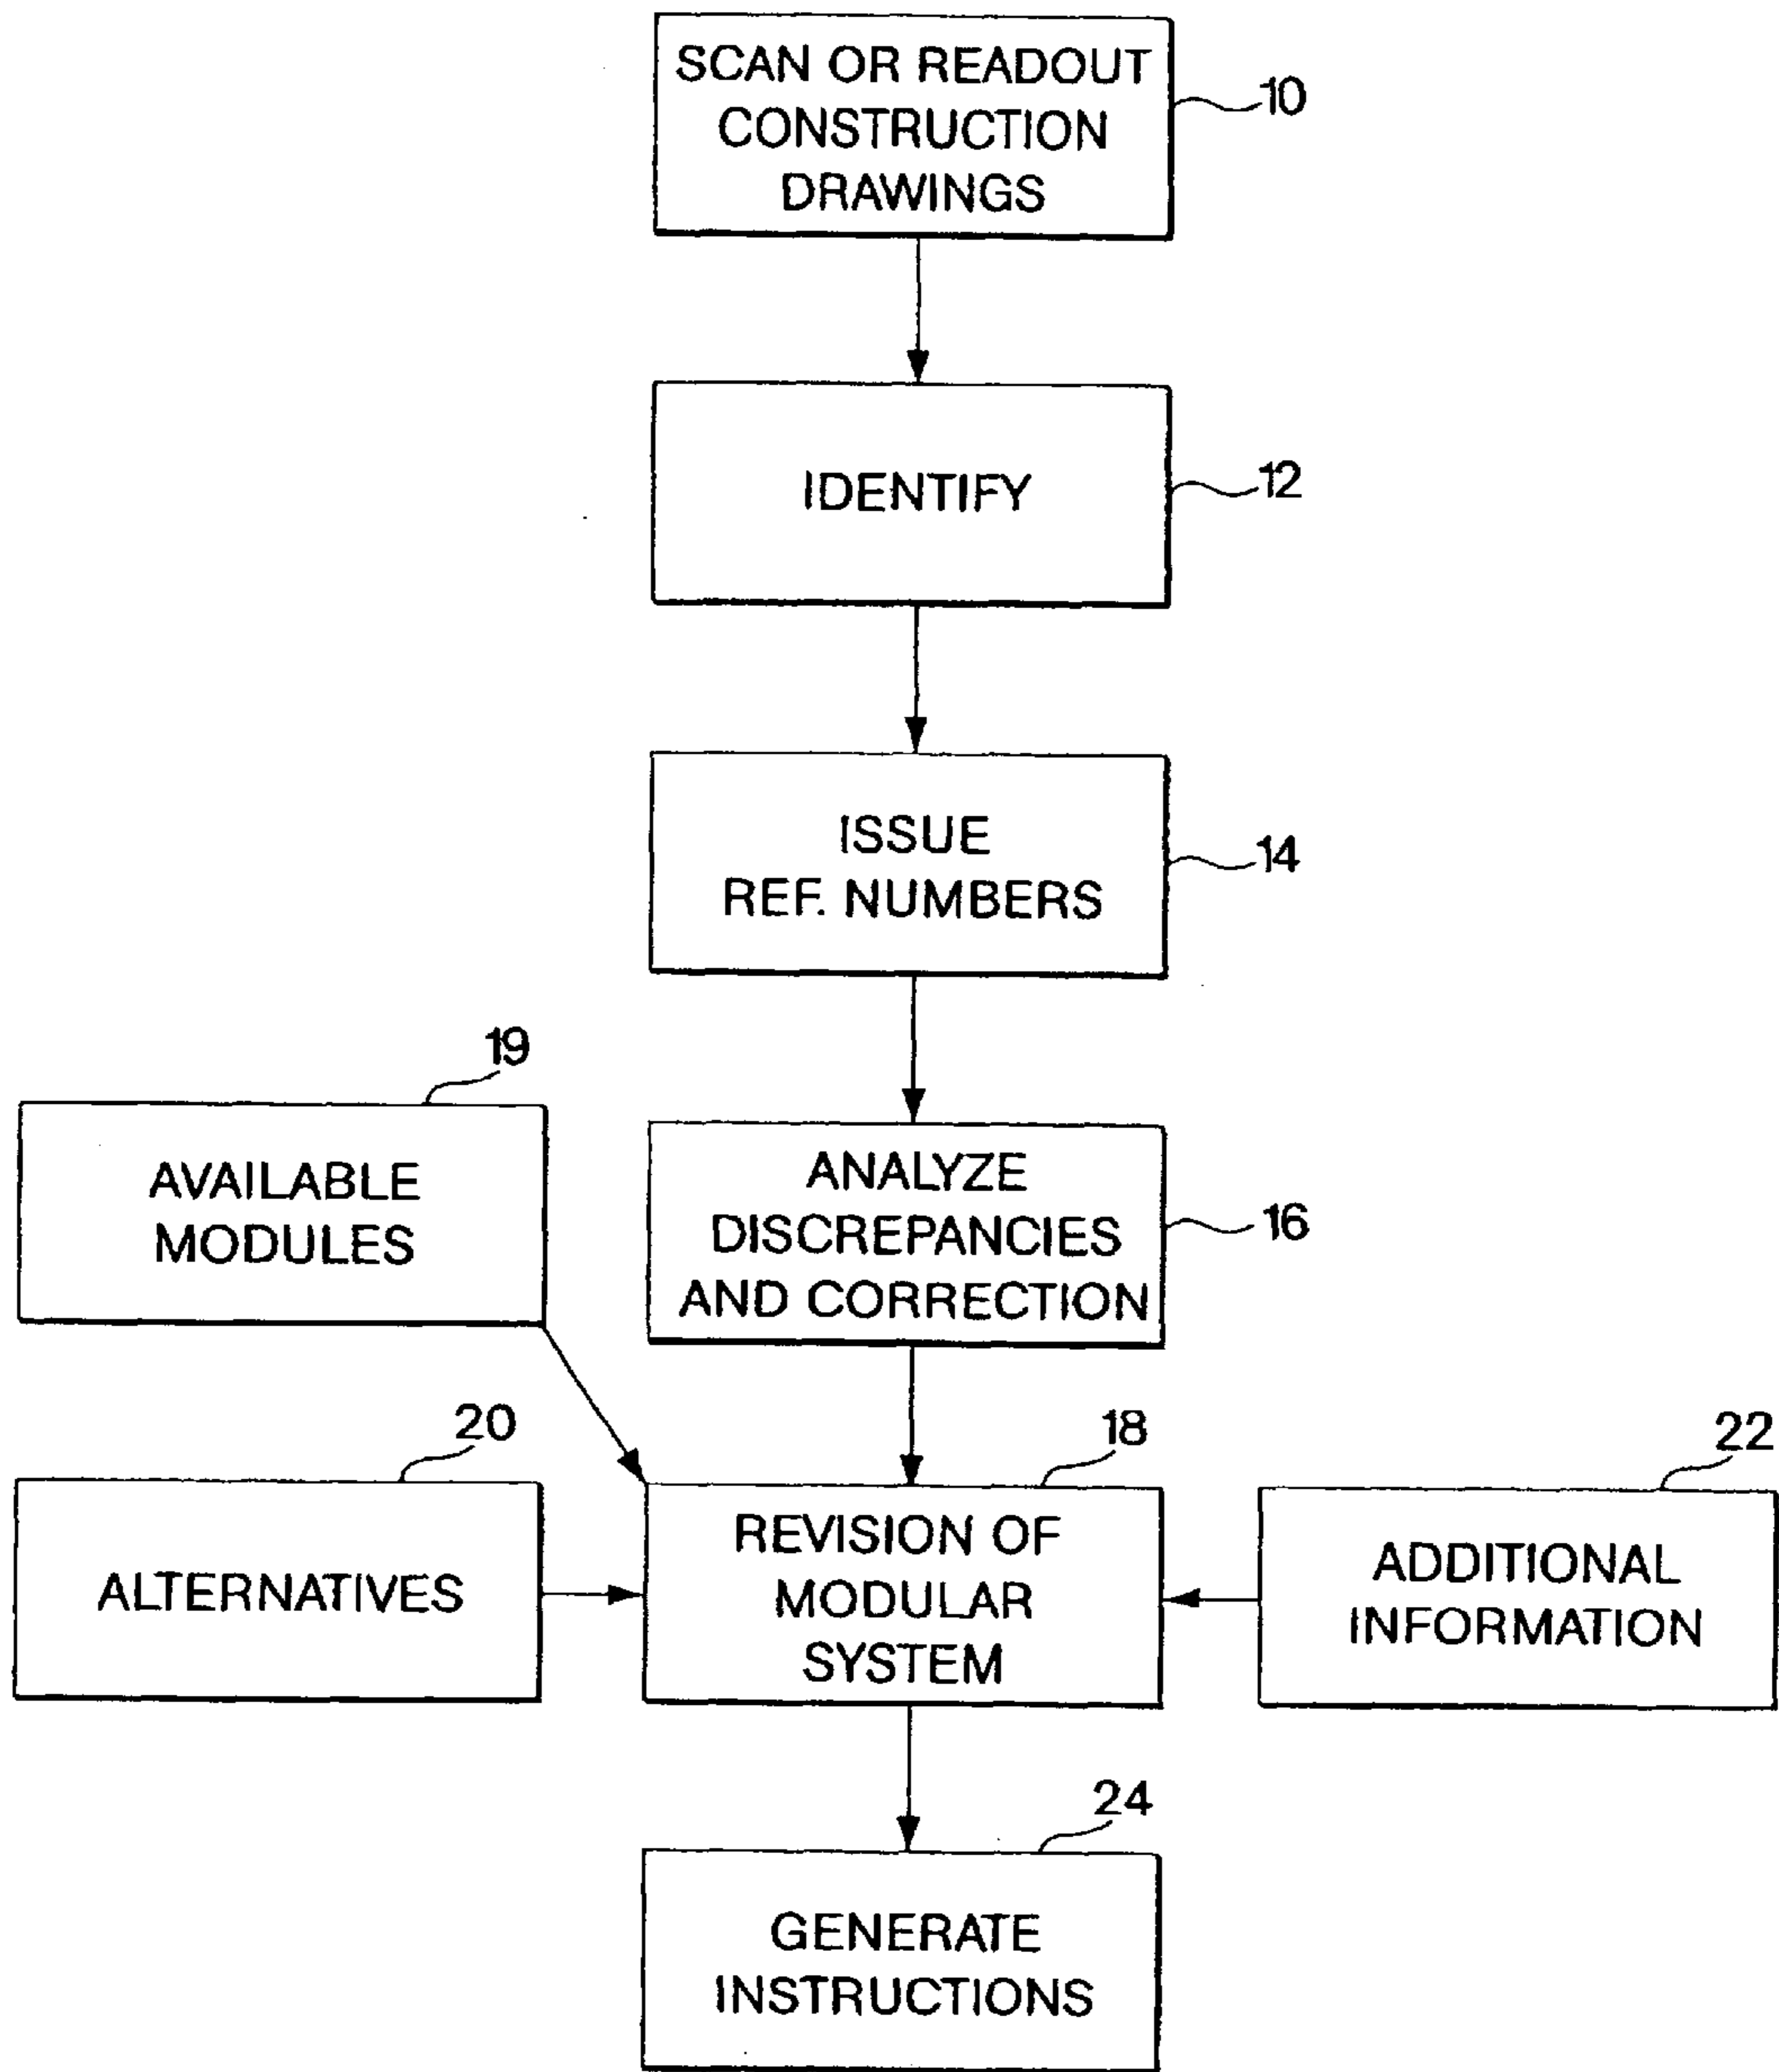 SCAN OR READOUT
CONSTRUCTION
DRAWINGS
10
IDENTIFY
12
ISSUE
REF. NUMBERS
14
19
AVAILABLE
MODULES
ANALYZE
DISCREPANCIES
AND CORRECTION
16
20
ALTERNATIVES
18
REVISION OF
MODULAR
SYSTEM
22
ADDITIONAL
INFORMATION
24
GENERATE
INSTRUCTIONS